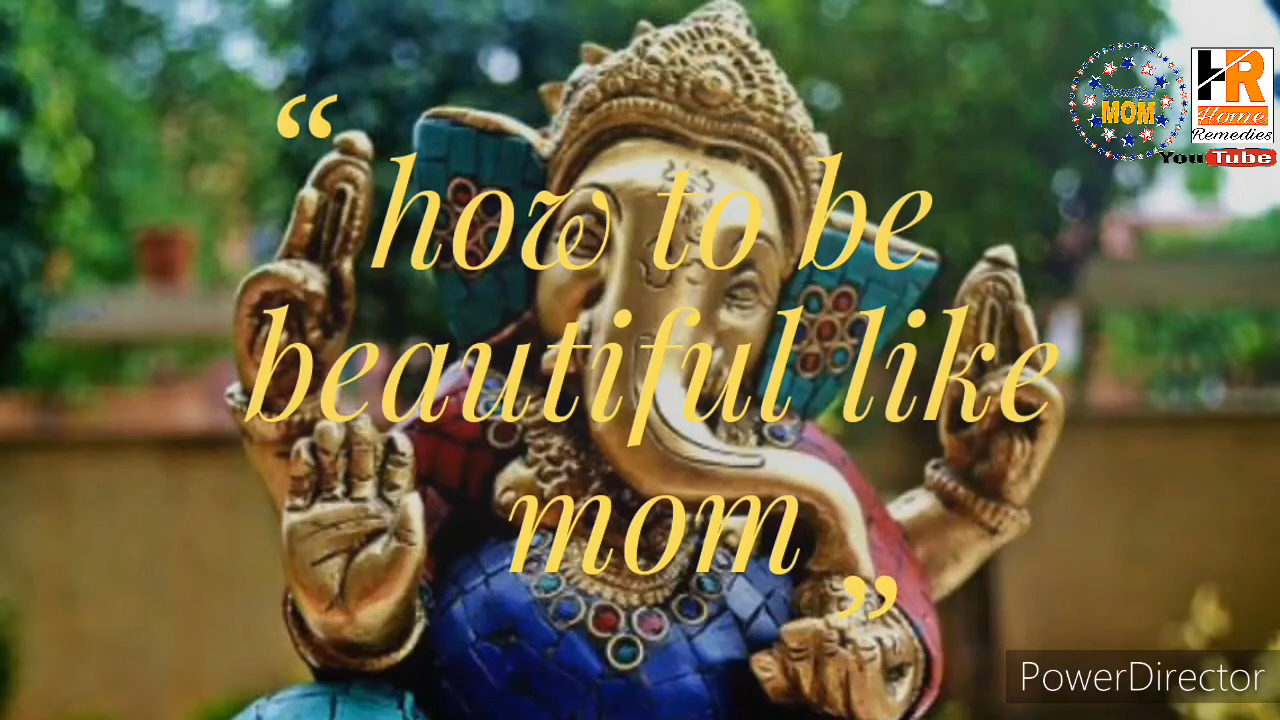 “
how to be
beautiful like
mom
”
MOM
HR
Home
Remedies
YouTube
PowerDirector